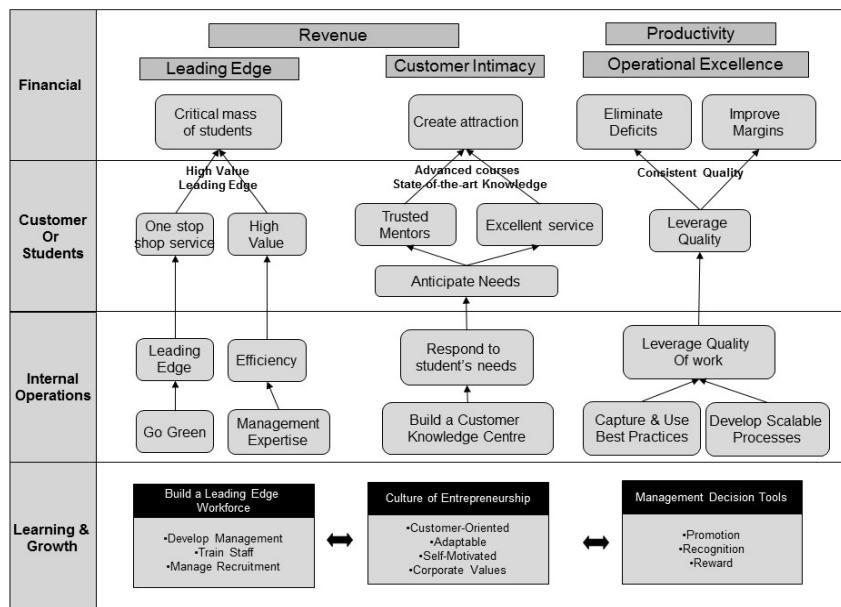 Financial
Revenue
Productivity
Leading Edge
Customer Intimacy
Operational Excellence
Critical mass
of students
Create attraction
Eliminate
Deficits
Improve
Margins
Customer
Or
Students
High Value
Leading Edge
Advanced courses
State-of-the-art Knowledge
Consistent Quality
One stop
shop service
High
Value
Trusted
Mentors
Excellent service
Leverage
Quality
Anticipate Needs
Internal
Operations
Leading
Edge
Efficiency
Respond to
student's needs
Leverage Quality
Of work
Go Green
Management
Expertise
Build a Customer
Knowledge Centre
Capture & Use
Best Practices
Develop Scalable
Processes
Learning &
Growth
Build a Leading Edge
Workforce
•Develop Management
•Train Staff
•Manage Recruitment
Culture of Entrepreneurship
•Customer-Oriented
•Adaptable
•Self-Motivated
•Corporate Values
Management Decision Tools
•Promotion
•Recognition
•Reward